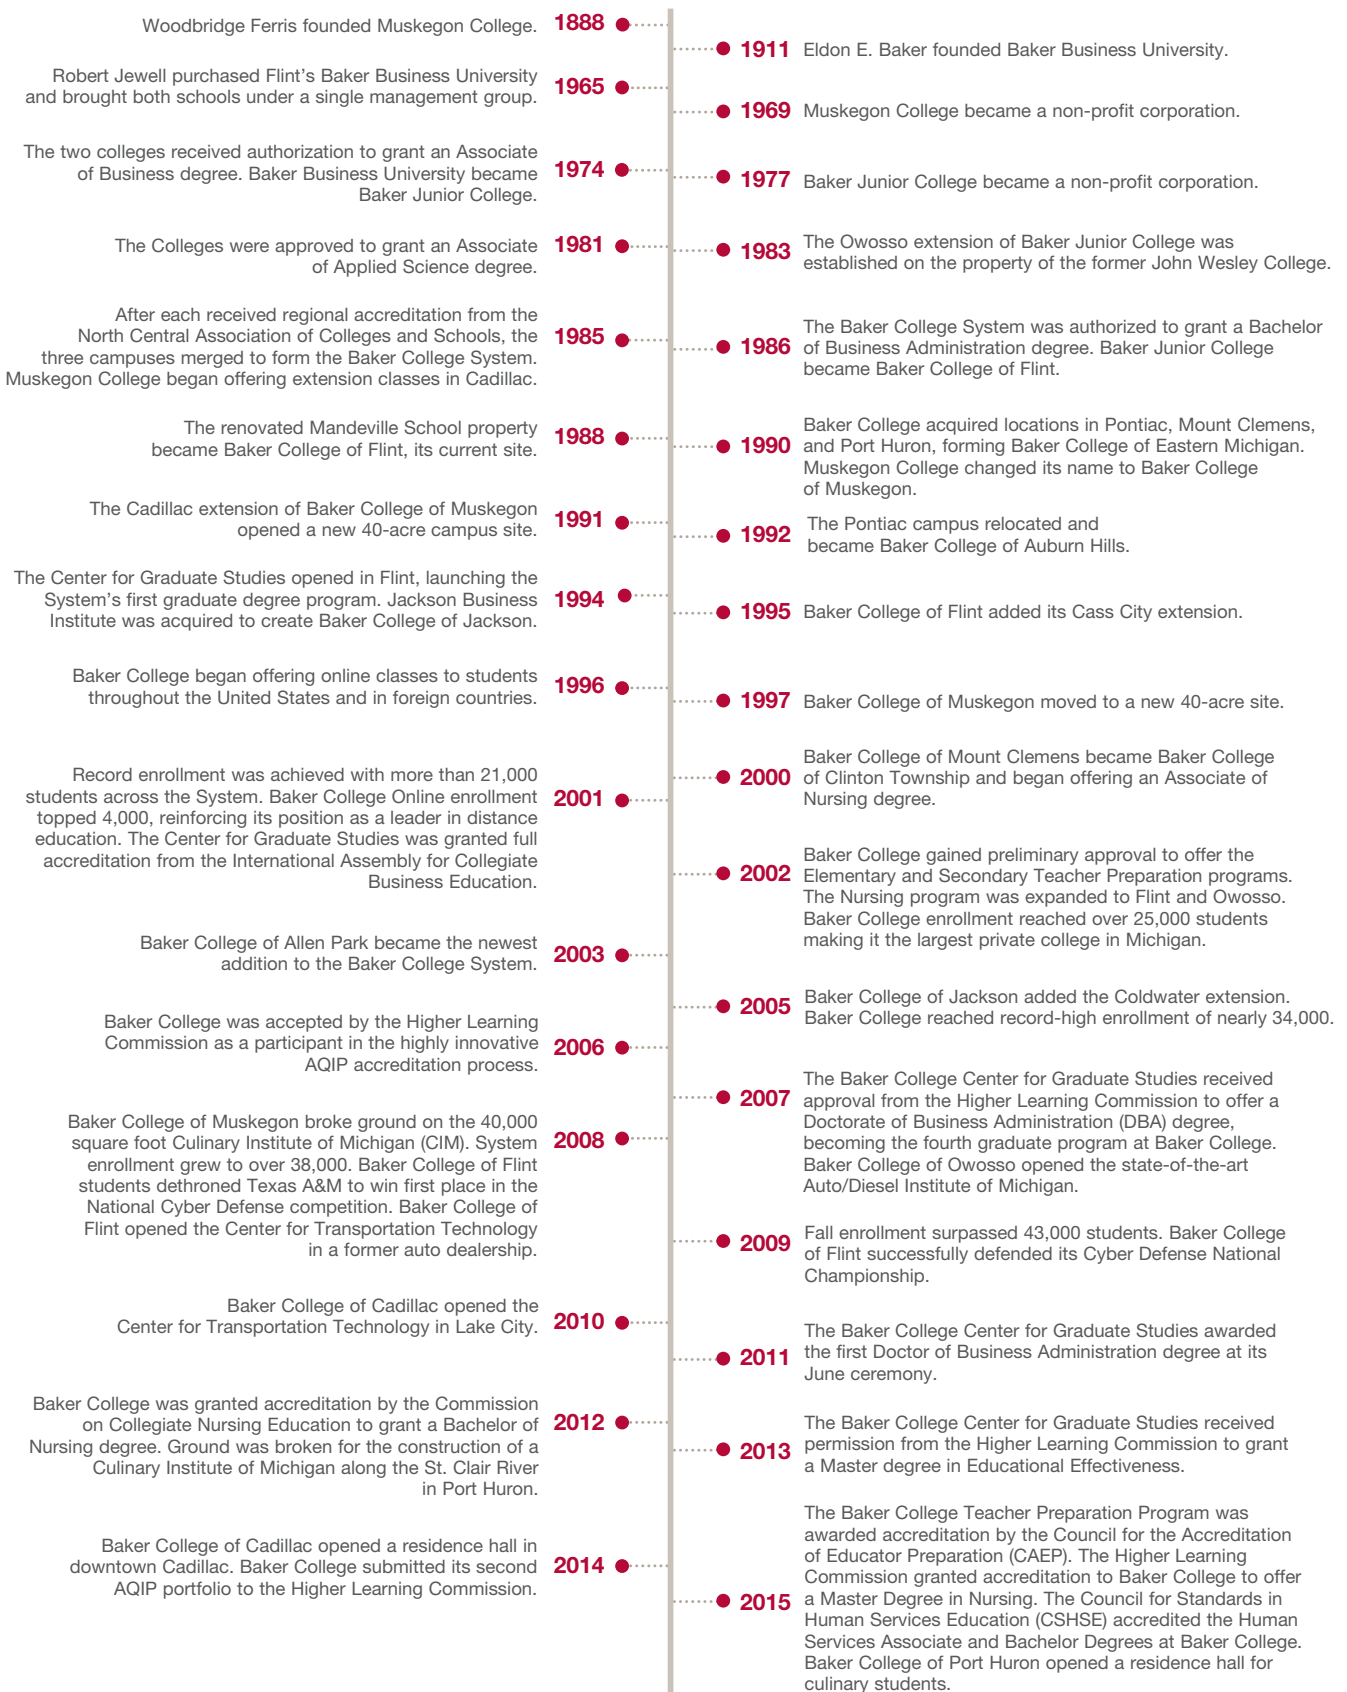 Woodbridge Ferris founded Muskegon College. 1888
1911 Eldon E. Baker founded Baker Business University.
Robert Jewell purchased Flint’s Baker Business University
and brought both schools under a single management group.
1965
1969 Muskegon College became a non-profit corporation.
The two colleges received authorization to grant an Associate
of Business degree. Baker Business University became
Baker Junior College.
1974
1977 Baker Junior College became a non-profit corporation.
The Colleges were approved to grant an Associate
of Applied Science degree.
1981
1983
The Owosso extension of Baker Junior College was
established on the property of the former John Wesley College.
After each received regional accreditation from the
North Central Association of Colleges and Schools, the
three campuses merged to form the Baker College System.
Muskegon College began offering extension classes in Cadillac.
1985
1986
The Baker College System was authorized to grant a Bachelor
of Business Administration degree. Baker Junior College
became Baker College of Flint.
The renovated Mandeville School property
became Baker College of Flint, its current site.
1988
1990
Baker College acquired locations in Pontiac, Mount Clemens,
and Port Huron, forming Baker College of Eastern Michigan.
Muskegon College changed its name to Baker College
of Muskegon.
The Cadillac extension of Baker College of Muskegon
opened a new 40-acre campus site.
1991
1992
The Pontiac campus relocated and
became Baker College of Auburn Hills.
The Center for Graduate Studies opened in Flint, launching the
System’s first graduate degree program. Jackson Business
Institute was acquired to create Baker College of Jackson.
1994
1995 Baker College of Flint added its Cass City extension.
Baker College began offering online classes to students
throughout the United States and in foreign countries.
1996
1997 Baker College of Muskegon moved to a new 40-acre site.
2000
Baker College of Mount Clemens became Baker College
of Clinton Township and began offering an Associate of
Nursing degree.
Record enrollment was achieved with more than 21,000
students across the System. Baker College Online enrollment
topped 4,000, reinforcing its position as a leader in distance
education. The Center for Graduate Studies was granted full
accreditation from the International Assembly for Collegiate
Business Education.
2001
2002
Baker College gained preliminary approval to offer the
Elementary and Secondary Teacher Preparation programs.
The Nursing program was expanded to Flint and Owosso.
Baker College enrollment reached over 25,000 students
making it the largest private college in Michigan.
Baker College of Allen Park became the newest
addition to the Baker College System.
2003
2005
Baker College of Jackson added the Coldwater extension.
Baker College reached record-high enrollment of nearly 34,000.
Baker College was accepted by the Higher Learning
Commission as a participant in the highly innovative
AQIP accreditation process.
2006
2007
The Baker College Center for Graduate Studies received
approval from the Higher Learning Commission to offer a
Doctorate of Business Administration (DBA) degree,
becoming the fourth graduate program at Baker College.
Baker College of Owosso opened the state-of-the-art
Auto/Diesel Institute of Michigan.
Baker College of Muskegon broke ground on the 40,000
square foot Culinary Institute of Michigan (CIM). System
enrollment grew to over 38,000. Baker College of Flint
students dethroned Texas A&M to win first place in the
National Cyber Defense competition. Baker College of
Flint opened the Center for Transportation Technology
in a former auto dealership.
2008
2009
Fall enrollment surpassed 43,000 students. Baker College
of Flint successfully defended its Cyber Defense National
Championship.
Baker College of Cadillac opened the
Center for Transportation Technology in Lake City.
2010
2011
The Baker College Center for Graduate Studies awarded
the first Doctor of Business Administration degree at its
June ceremony.
Baker College was granted accreditation by the Commission
on Collegiate Nursing Education to grant a Bachelor of
Nursing degree. Ground was broken for the construction of a
Culinary Institute of Michigan along the St. Clair River
in Port Huron.
2012
2013
The Baker College Center for Graduate Studies received
permission from the Higher Learning Commission to grant
a Master degree in Educational Effectiveness.
Baker College of Cadillac opened a residence hall in
downtown Cadillac. Baker College submitted its second
AQIP portfolio to the Higher Learning Commission.
2014
2015
The Baker College Teacher Preparation Program was
awarded accreditation by the Council for the Accreditation
of Educator Preparation (CAEP). The Higher Learning
Commission granted accreditation to Baker College to offer
a Master Degree in Nursing. The Council for Standards in
Human Services Education (CSHSE) accredited the Human
Services Associate and Bachelor Degrees at Baker College.
Baker College of Port Huron opened a residence hall for
culinary students.